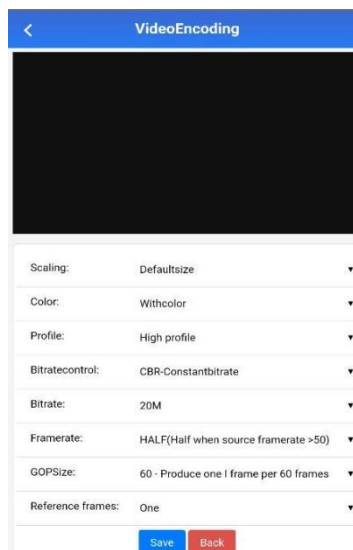 VideoEncoding
Scaling: Defaultsize
Color: Withcolor
Profile: High profile
Bitratecontrol: CBR-Constantbitrate
Bitrate: 20M
Framerate: HALF(Half when source framerate >50)
GOPSize: 60 - Produce one I frame per 60 frames
Reference frames: One
Save Back